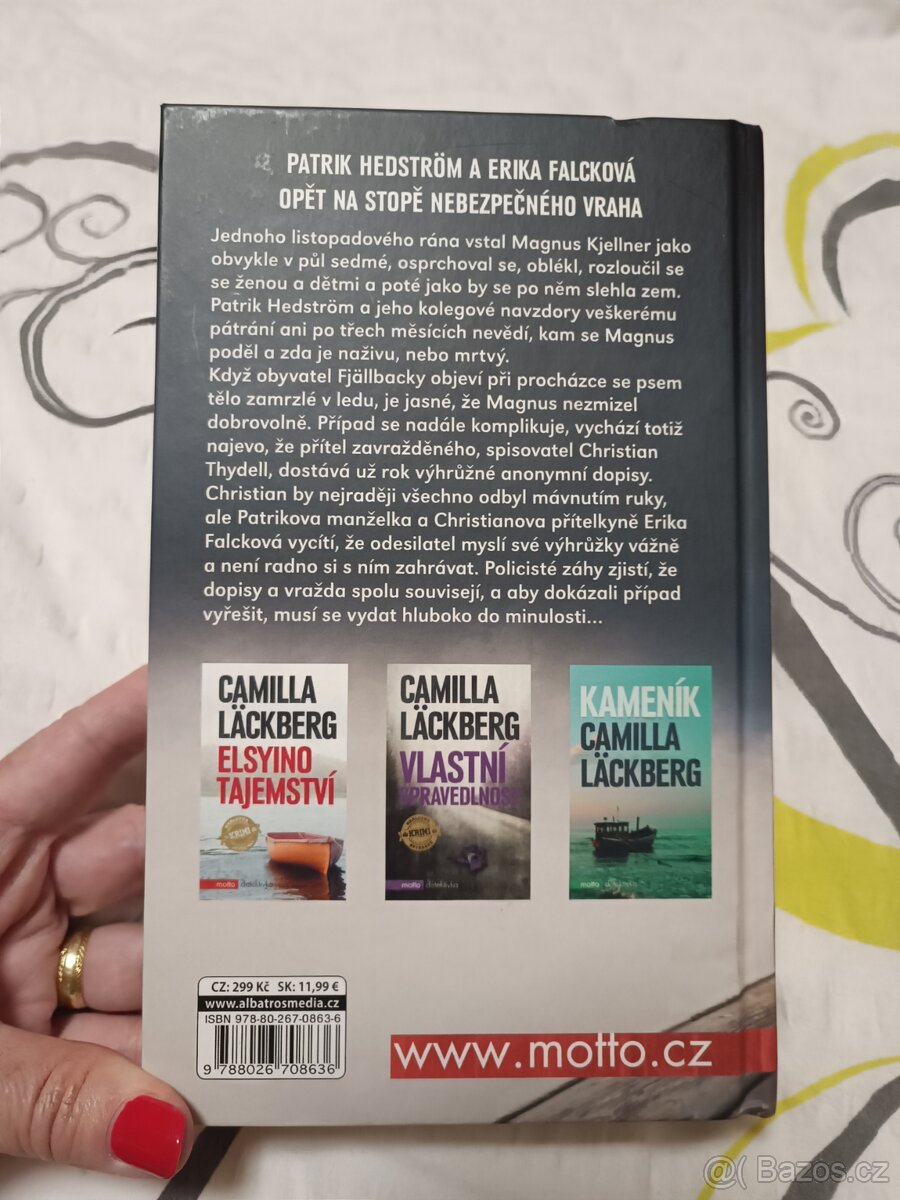 PATRIK HEDSTRÖM A ERIKA FALCKOVÁ
OPĚT NA STOPĚ NEBEZPEČNÉHO VRAHA
Jednoho listopadového rána vstal Magnus Kjellner jako
obvykle v půl sedmé, osprchoval se, oblékl, rozloučil se
se ženou a dětmi a poté jako by se po něm slehla zem.
Patrik Hedström a jeho kolegové navzdory veškerému
pátrání ani po třech měsících nevědí, kam se Magnus
poděl a zda je naživu, nebo mrtvý.
Když obyvatel Fjällbacky objeví při procházce se psem
tělo zamrzlé v ledu, je jasné, že Magnus nezmizel
dobrovolně. Případ se nadále komplikuje, vychází totiž
najevo, že přítel zavražděného, spisovatel Christian
Thydell, dostává už rok výhrůžné anonymní dopisy.
Christian by nejraději všechno odbyl mávnutím ruky,
ale Patrikova manželka a Christianova přítelkyně Erika
Falcková vycítí, že odesilatel myslí své výhrůžky vážně
a není radno si s ním zahrávat. Policisté záhy zjistí, že
dopisy a vražda spolu souvisejí, a aby dokázali případ
vyřešit, musí se vydat hluboko do minulosti...
CAMILLA
LÄCKBERG
ELSYINO
TAJEMSTVÍ
KRIMI
motto detektivka
CAMILLA
LÄCKBERG
VLASTNÍ
SPRAVEDLNOST
KRIMI
motto detektivka
KAMENÍK
CAMILLA
LÄCKBERG
motto
CZ: 299 Kč SK: 11,99 €
www.albatrosmedia.cz
ISBN 978-80-267-0863-6
9 788026 708636
www.motto.cz
@( Bazos.cz